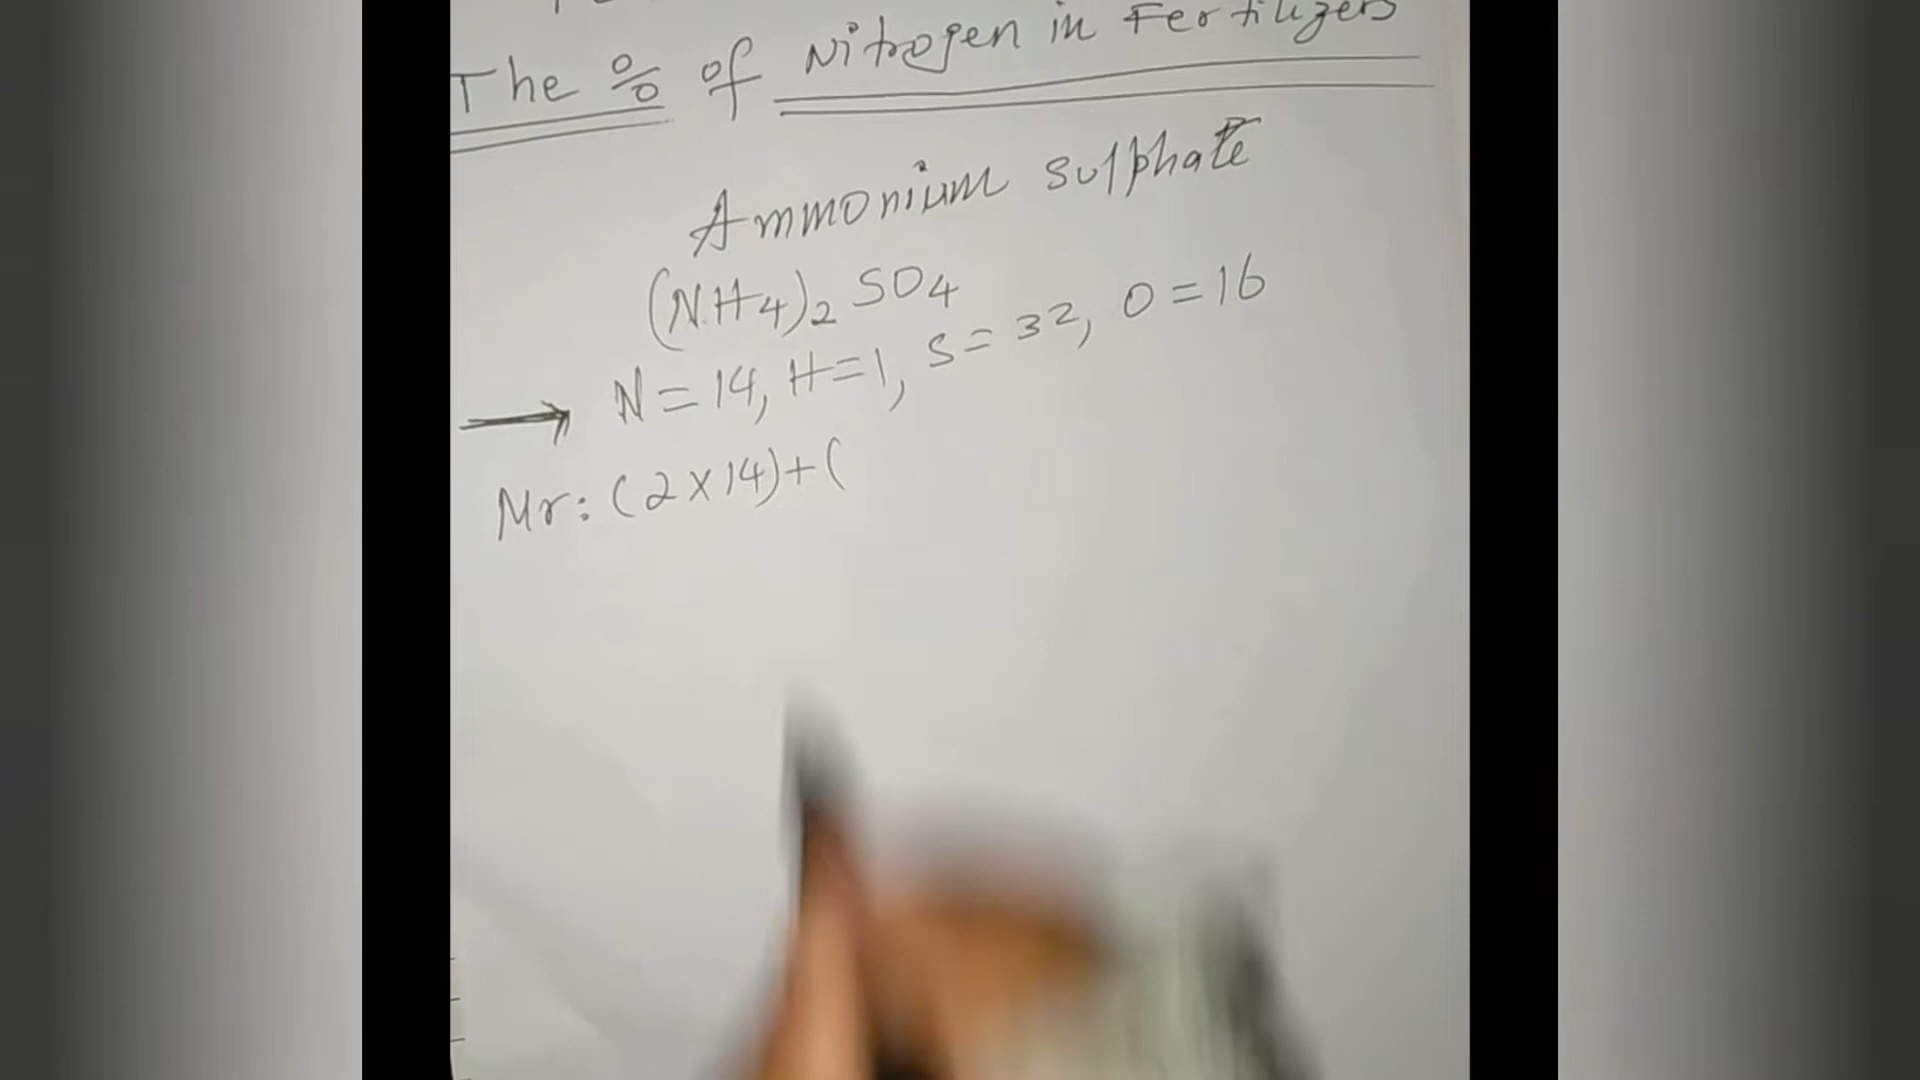 The % of Nitrogen in Fertilizers
Ammonium sulphate
(NH4)2 SO4
N = 14, H = 1, S = 32, O = 16
Mr: (2 x 14) + (